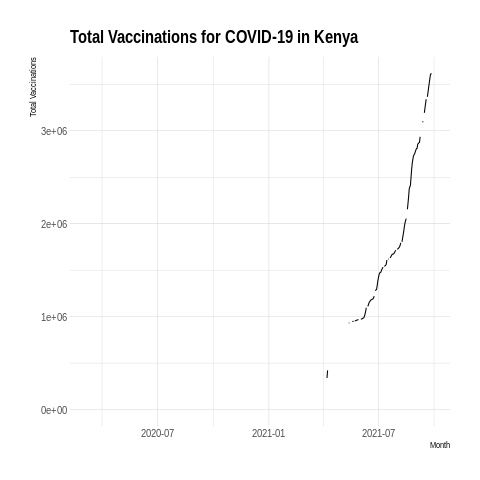 Total Vaccinations for COVID-19 in Kenya
Total Vaccinations
3e+06
2e+06
1e+06
0e+00
2020-07
2021-01
2021-07
Month